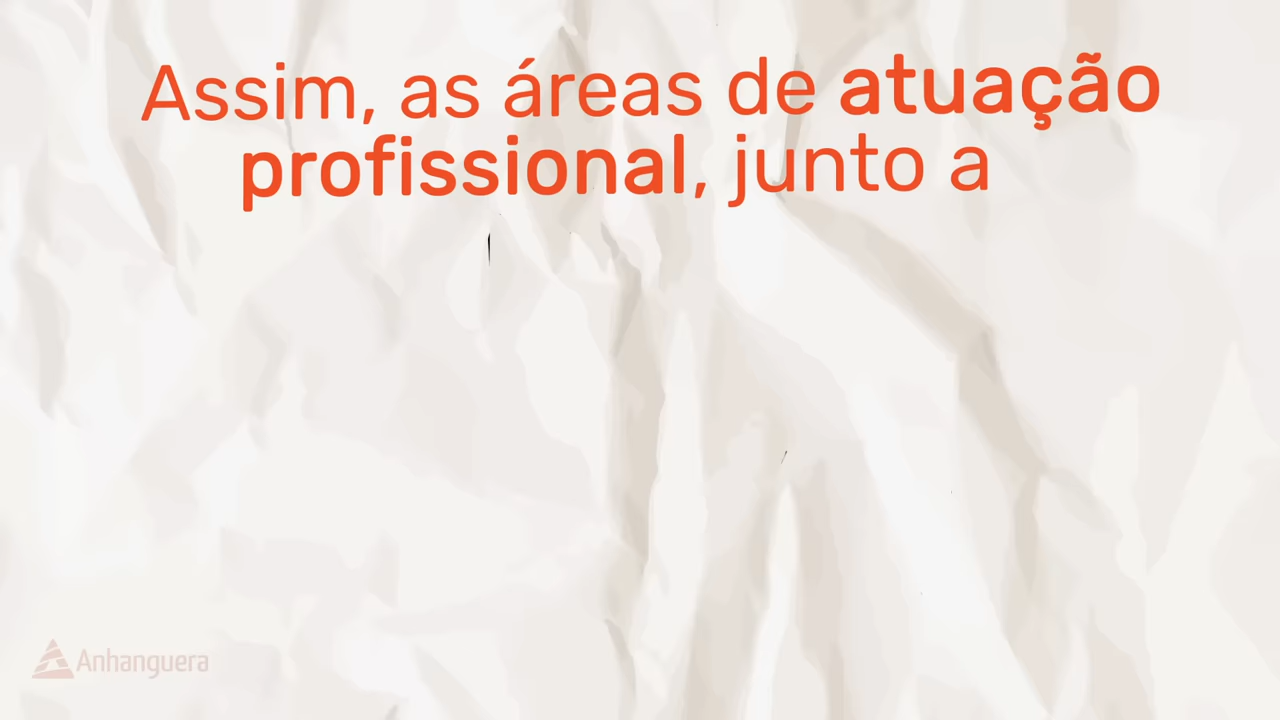 Assim, as áreas de atuação
profissional, junto a
Anhanguera